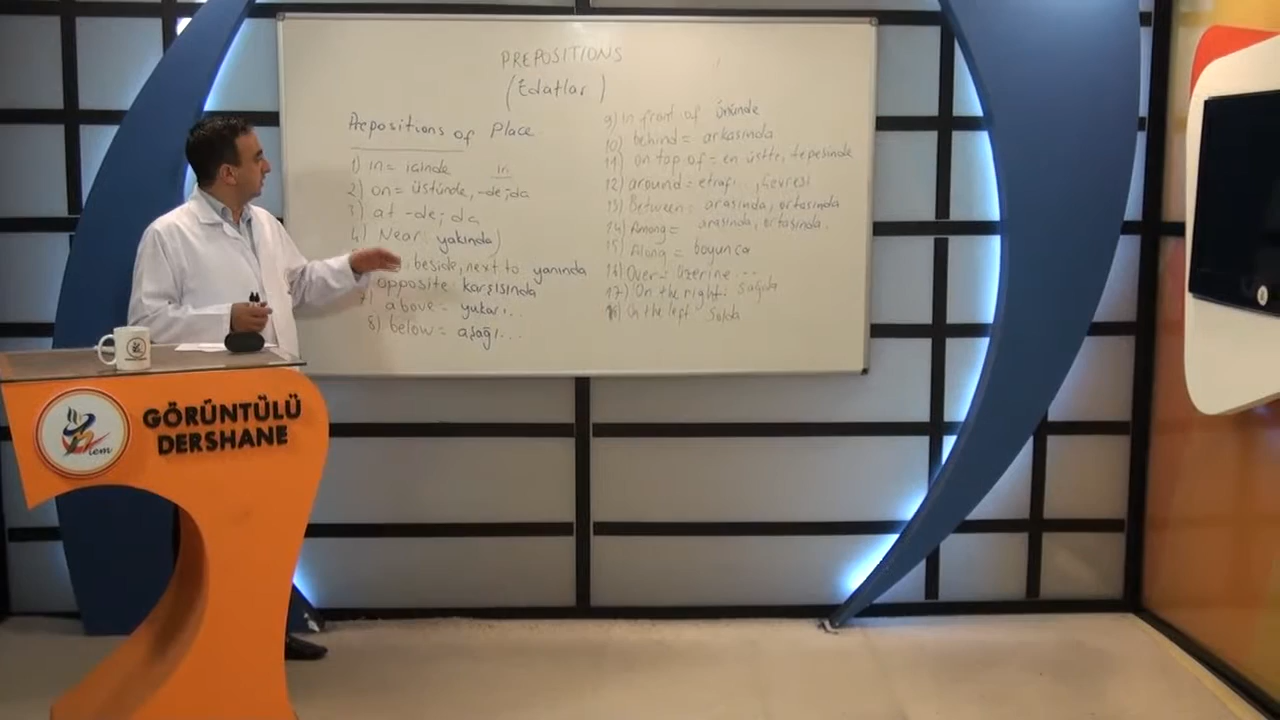 PREPOSITIONS
(Edatlar)
Prepositions of Place
1) in = içinde in
2) on = üstünde, -de; da
3) at -de; da
4) Near: yakında)
beside, next to yanında
opposite: karşısında
7) above = yukarı...
8) below = aşağı...
9) in front of önünde
10) behind = arkasında
11) on top of = en üstte, tepesinde
12) around = etrafı.., çevresi
13) Between: arasında, ortasında
14) Among = arasında, ortasında.
15) Along = boyunca
16) Over = üzerine ...
17) On the right: sağda
18) On the left solda
GÖRÜNTÜLÜ
DERSHANE